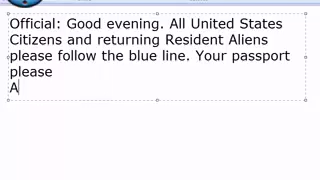 Official: Good evening. All United States
Citizens and returning Resident Aliens
please follow the blue line. Your passport
please
A